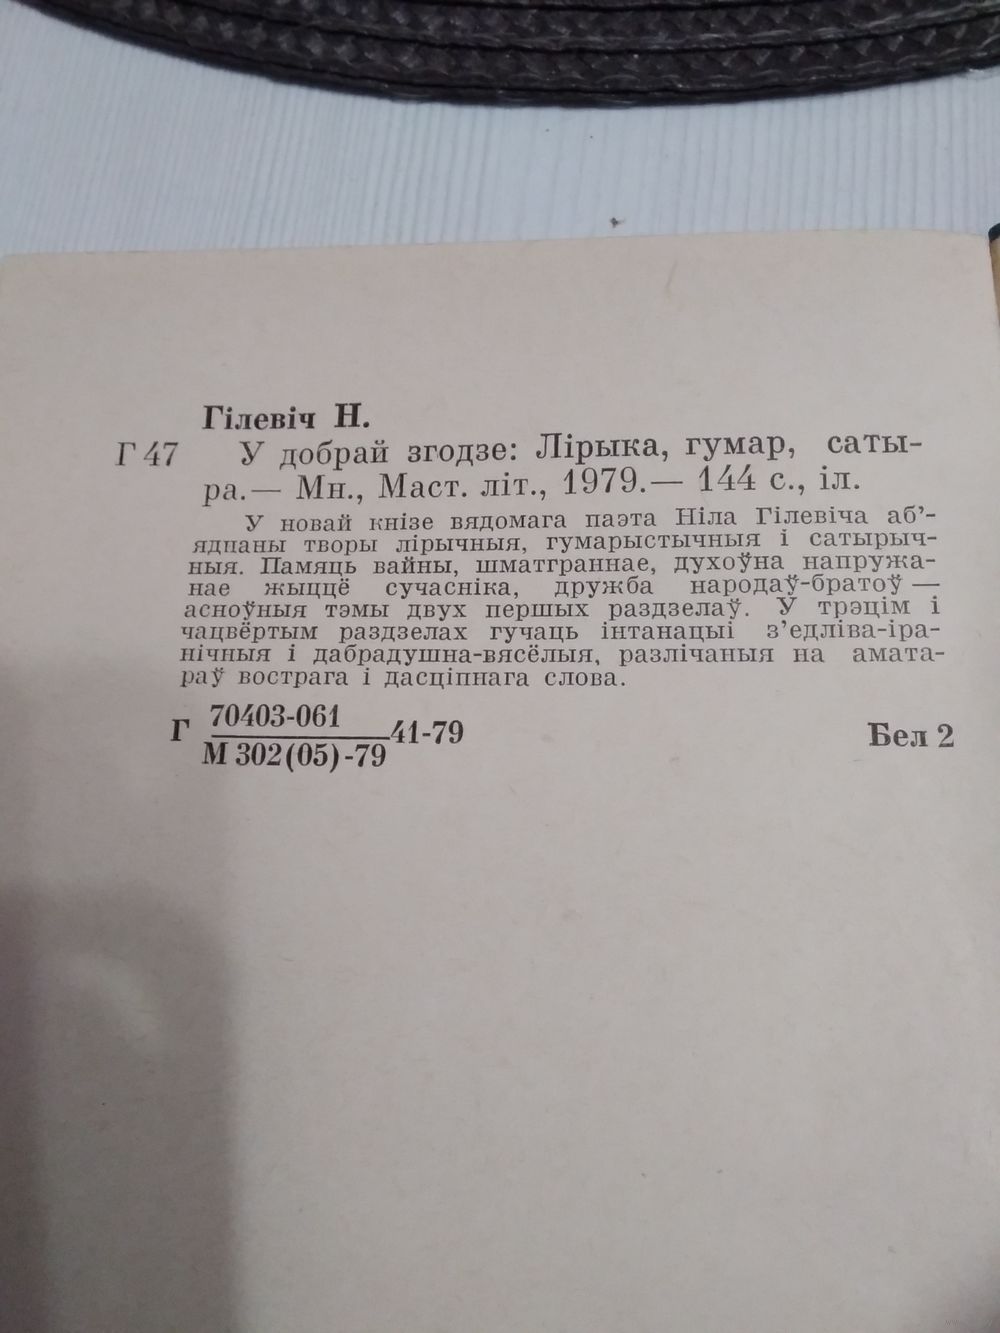 Гілевіч Н.
Г 47 У добрай згодзе: Лірыка, гумар, саты-
ра.— Мн., Маст. літ., 1979.— 144 с., іл.
У новай кнізе вядомага паэта Ніла Гілевіча аб’-
яднаны творы лірычныя, гумарыстычныя і сатырыч-
ныя. Памяць вайны, шматграннае, духоўна напружа-
нае жыццё сучасніка, дружба народаў-братоў —
асноўныя тэмы двух першых раздзелаў. У трэцім і
чацвёртым раздзелах гучаць інтанацыі з’едліва-іра-
нічныя і дабрадушна-вясёлыя, разлічаныя на амата-
раў вострага і дасціпнага слова.
70403-061
Г 41-79 Бел 2
М 302(05)-79